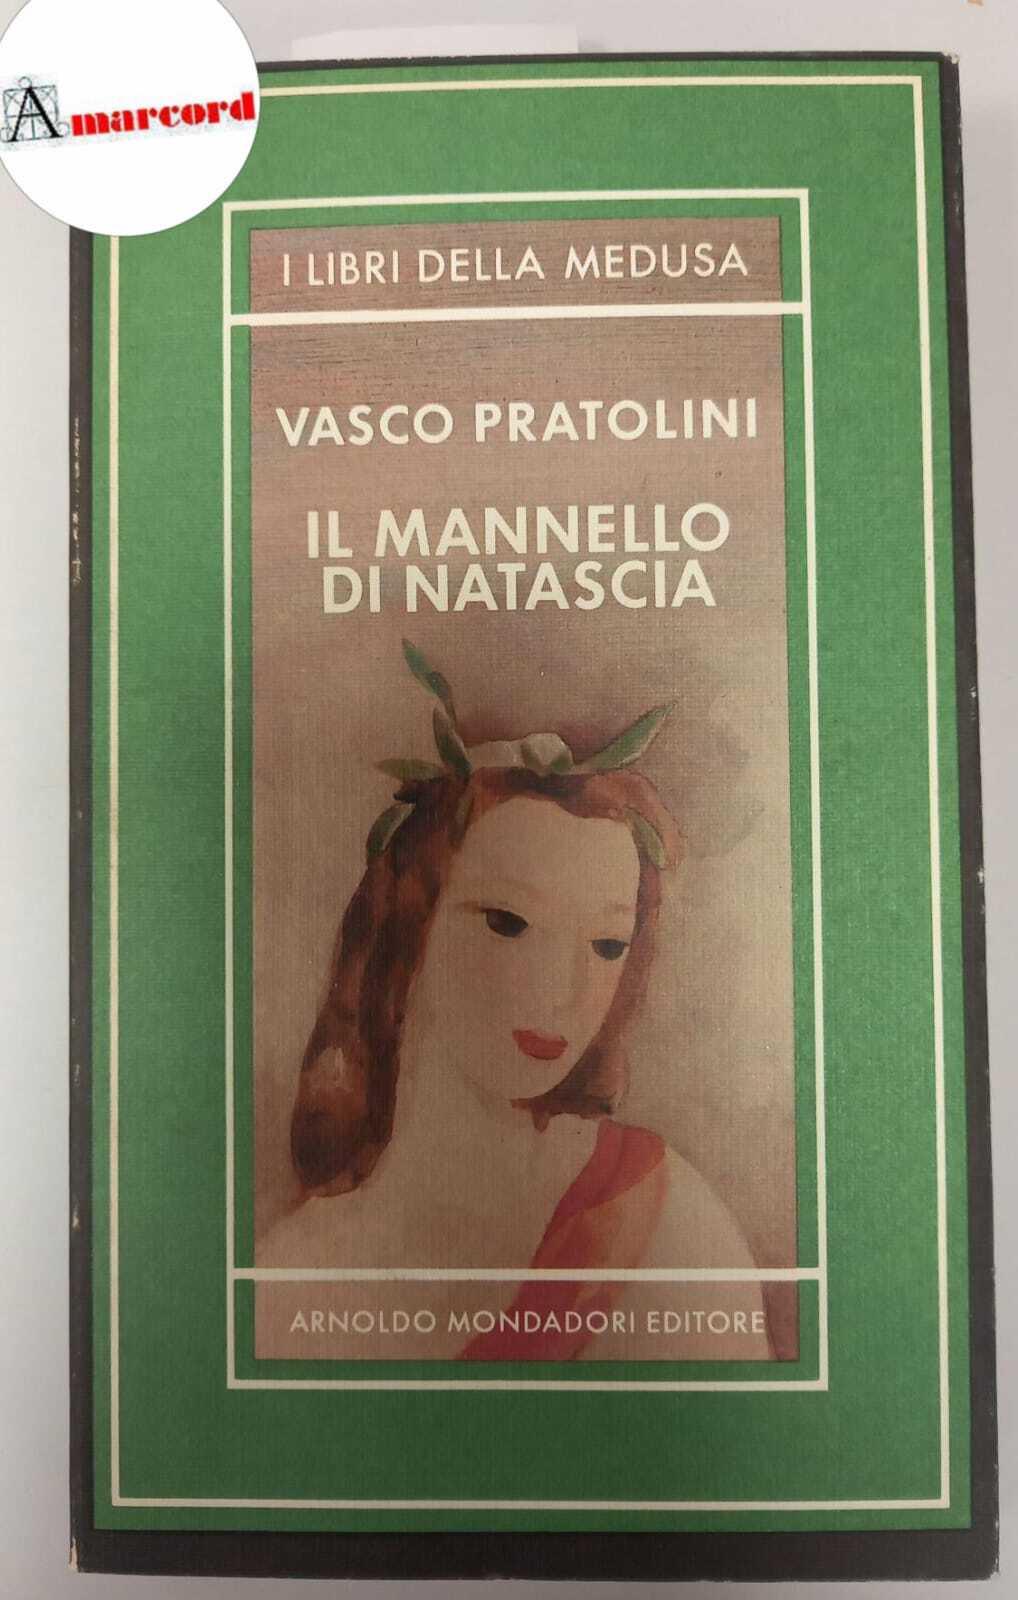 Amarcord
I LIBRI DELLA MEDUSA
VASCO PRATOLINI
IL MANNELLO
DI NATASCIA
ARNOLDO MONDADORI EDITORE